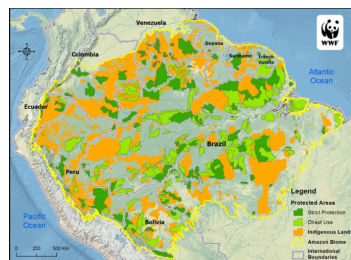 Venezuela
WWF
Guyana
Colombia
Suriname
French
Guiana
Atlantic
Ocean
Ecuador
Brazil
Peru
Legend
Protected Areas
Strict Protection
Direct Use
Indigenous Land
Amazon Biome
International
Boundaries
Pacific
Ocean
Bolivia
0
250
500 Km